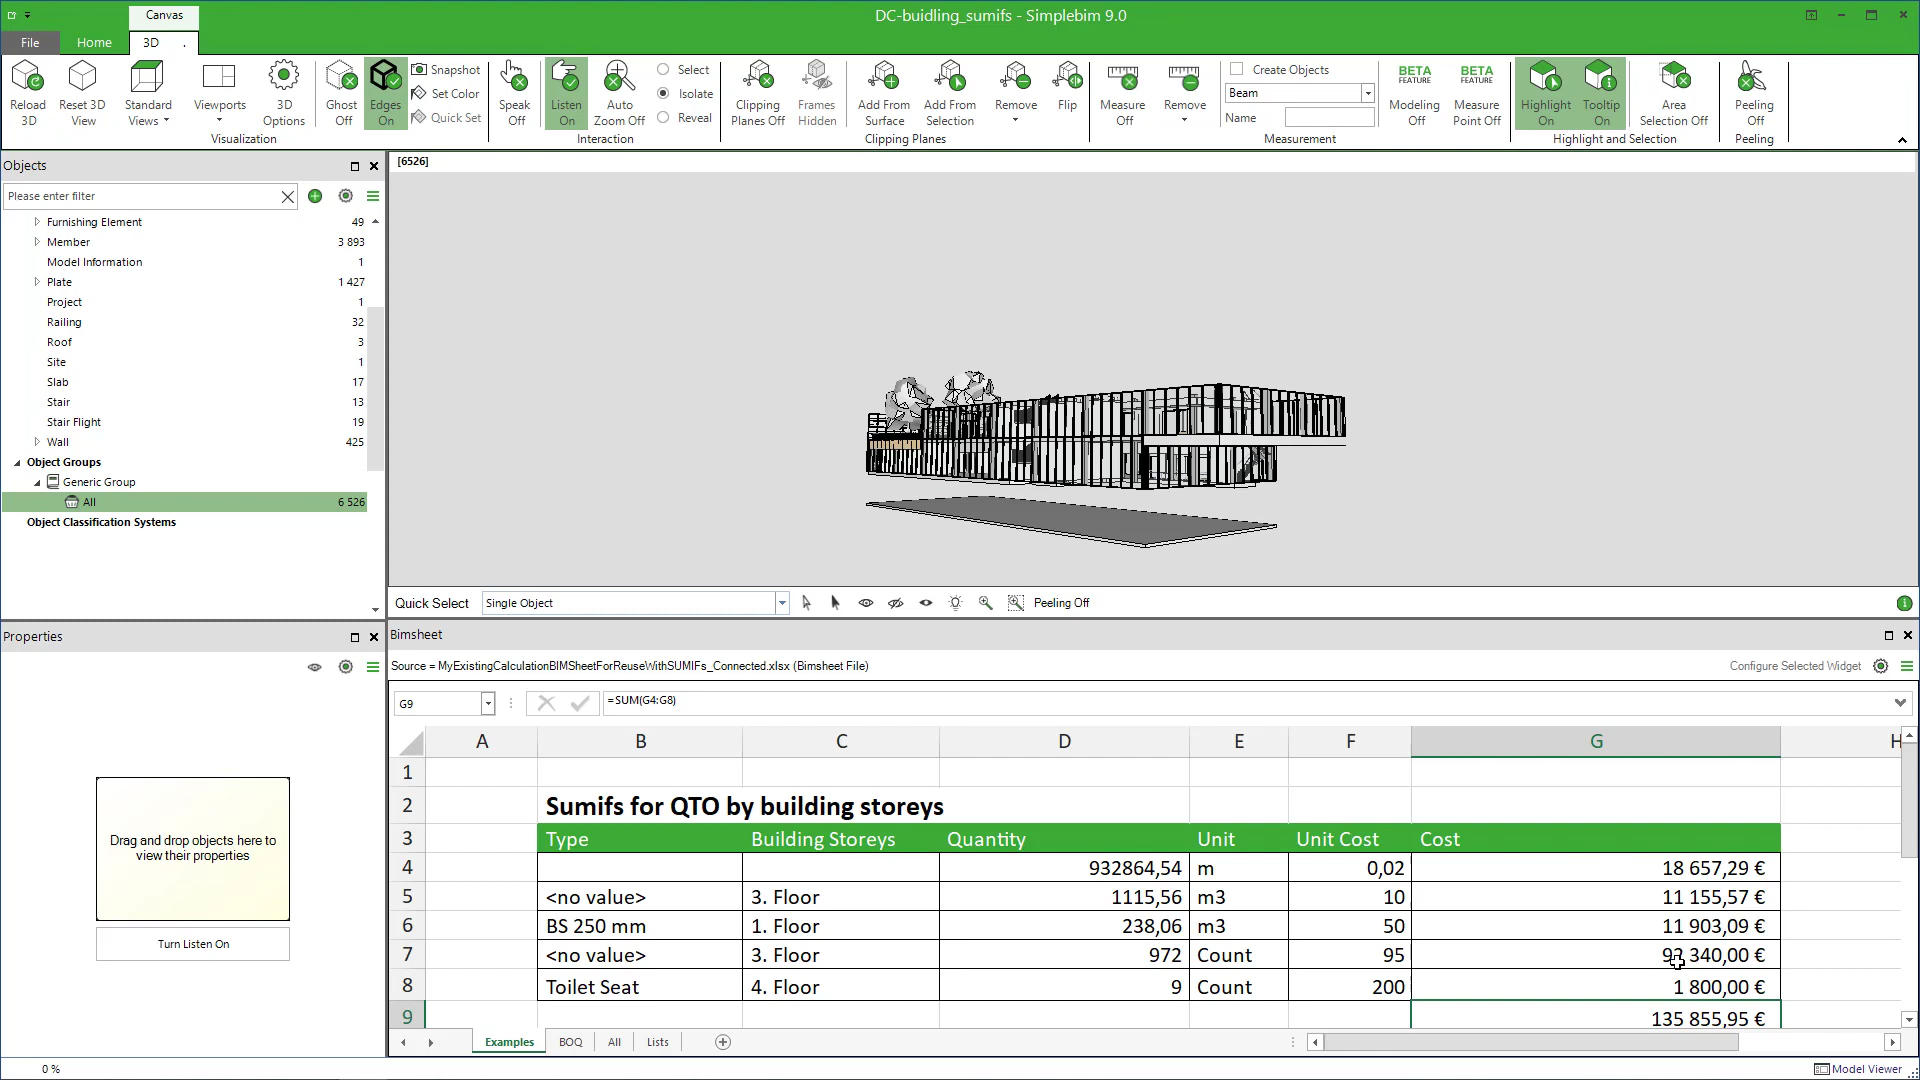 Canvas
DC-buidling_sumifs - Simplebim 9.0
File
Home
3D
.
Reload 3D
Reset 3D View
Standard Views
Viewports
3D Options
Visualization
Ghost Off
Edges On
Snapshot
Set Color
Quick Set
Speak Off
Listen On
Auto Zoom Off
Select
Isolate
Reveal
Interaction
Clipping Planes Off
Frames Hidden
Add From Surface
Add From Selection
Remove
Flip
Clipping Planes
Measure Off
Remove
Create Objects
Beam
Name
BETA FEATURE
Modeling Off
BETA FEATURE
Measure Point Off
Measurement
Highlight On
Tooltip On
Area Selection Off
Highlight and Selection
Peeling Off
Peeling
Objects
Please enter filter
Furnishing Element 49
Member 3 893
Model Information 1
Plate 1 427
Project 1
Railing 32
Roof 3
Site 1
Slab 17
Stair 13
Stair Flight 19
Wall 425
Object Groups
Generic Group
All 6 526
Object Classification Systems
[6526]
Quick Select
Single Object
Peeling Off
Properties
Drag and drop objects here to
view their properties
Turn Listen On
Bimsheet
Source = MyExistingCalculationBIMSheetForReuseWithSUMIFs_Connected.xlsx (Bimsheet File)
Configure Selected Widget
G9
=SUM(G4:G8)
A B C D E F G H
1
2 Sumifs for QTO by building storeys
3 Type Building Storeys Quantity Unit Unit Cost Cost
4 932864,54 m 0,02 18 657,29 €
5 <no value> 3. Floor 1115,56 m3 10 11 155,57 €
6 BS 250 mm 1. Floor 238,06 m3 50 11 903,09 €
7 <no value> 3. Floor 972 Count 95 92 340,00 €
8 Toilet Seat 4. Floor 9 Count 200 1 800,00 €
9 135 855,95 €
Examples BOQ All Lists
0 %
Model Viewer